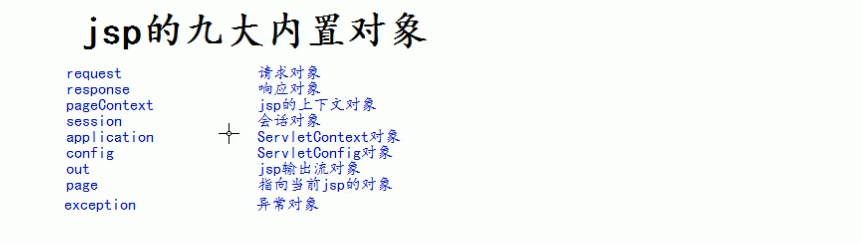 jsp的九大内置对象
request 请求对象
response 响应对象
pageContext jsp的上下文对象
session 会话对象
application ServletContext对象
config ServletConfig对象
out jsp输出流对象
page 指向当前jsp的对象
exception 异常对象